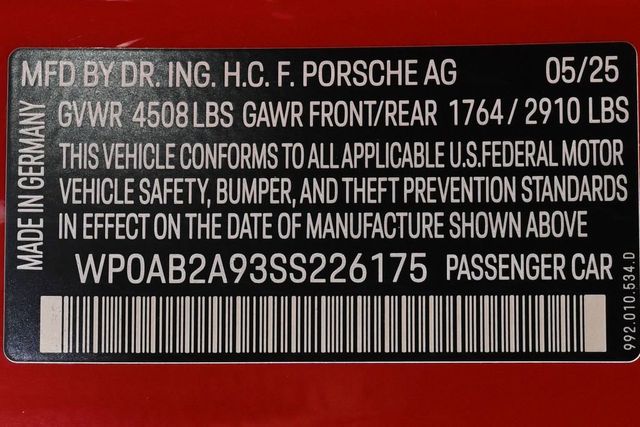 MFD BY DR. ING. H.C. F. PORSCHE AG 05/25
GVWR 4508 LBS GAWR FRONT/REAR 1764 / 2910 LBS
THIS VEHICLE CONFORMS TO ALL APPLICABLE U.S.FEDERAL MOTOR
VEHICLE SAFETY, BUMPER, AND THEFT PREVENTION STANDARDS
IN EFFECT ON THE DATE OF MANUFACTURE SHOWN ABOVE
WP0AB2A93SS226175 PASSENGER CAR
MADE IN GERMANY
992.010.534.D